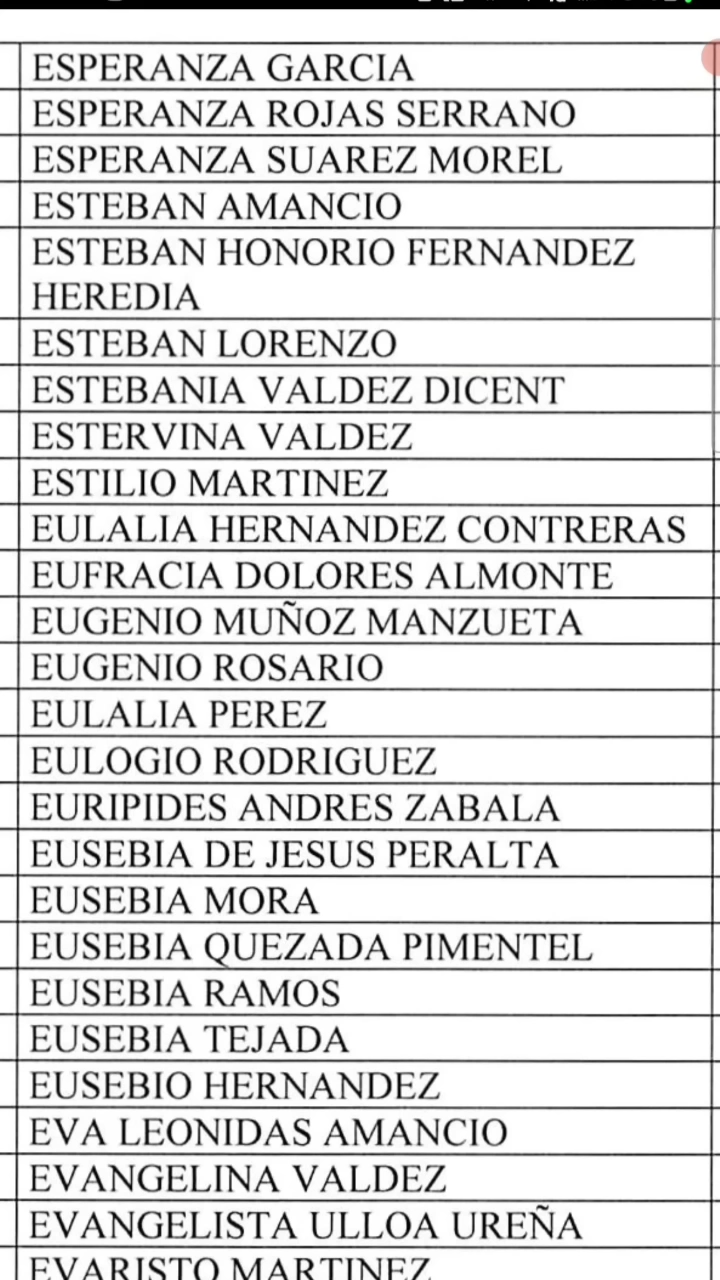 ESPERANZA GARCIA
ESPERANZA ROJAS SERRANO
ESPERANZA SUAREZ MOREL
ESTEBAN AMANCIO
ESTEBAN HONORIO FERNANDEZ
HEREDIA
ESTEBAN LORENZO
ESTEBANIA VALDEZ DICENT
ESTERVINA VALDEZ
ESTILIO MARTINEZ
EULALIA HERNANDEZ CONTRERAS
EUFRACIA DOLORES ALMONTE
EUGENIO MUÑOZ MANZUETA
EUGENIO ROSARIO
EULALIA PEREZ
EULOGIO RODRIGUEZ
EURIPIDES ANDRES ZABALA
EUSEBIA DE JESUS PERALTA
EUSEBIA MORA
EUSEBIA QUEZADA PIMENTEL
EUSEBIA RAMOS
EUSEBIA TEJADA
EUSEBIO HERNANDEZ
EVA LEONIDAS AMANCIO
EVANGELINA VALDEZ
EVANGELISTA ULLOA UREÑA
EVARISTO MARTINEZ